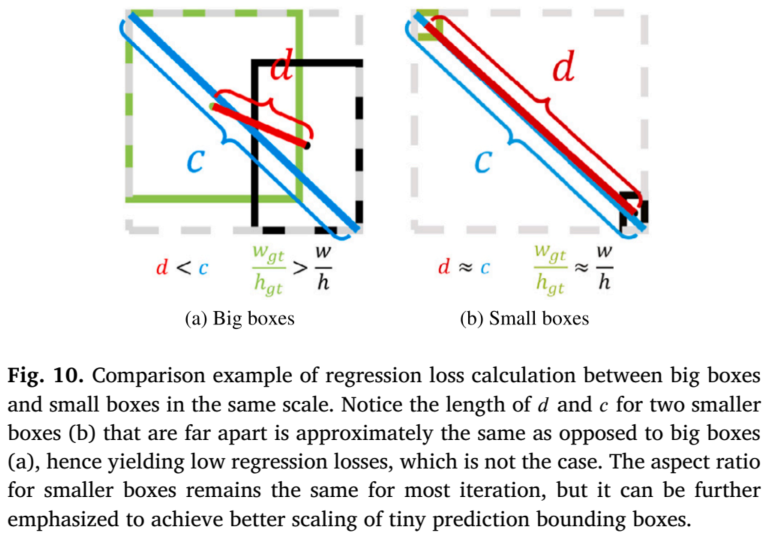 d
c
d
c
d < c
w_gt/h_gt > w/h
d ≈ c
w_gt/h_gt ≈ w/h
(a) Big boxes
(b) Small boxes
Fig. 10. Comparison example of regression loss calculation between big boxes
and small boxes in the same scale. Notice the length of d and c for two smaller
boxes (b) that are far apart is approximately the same as opposed to big boxes
(a), hence yielding low regression losses, which is not the case. The aspect ratio
for smaller boxes remains the same for most iteration, but it can be further
emphasized to achieve better scaling of tiny prediction bounding boxes.